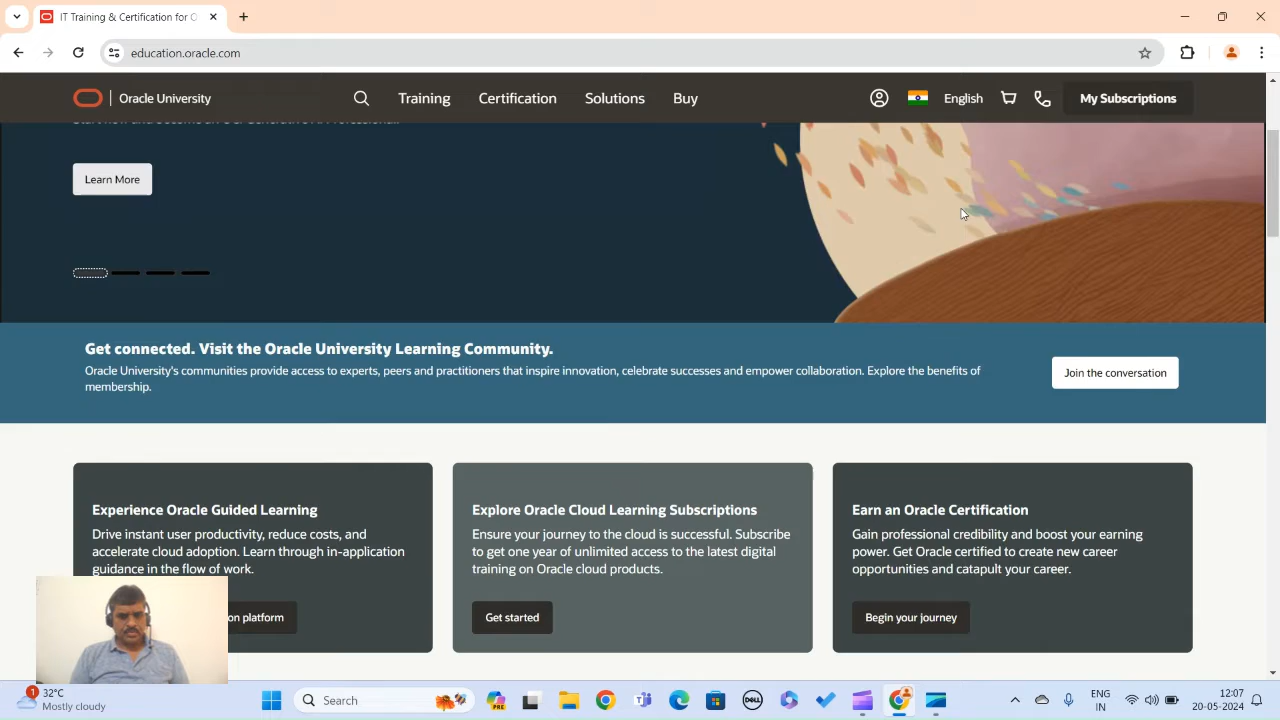 IT Training & Certification for O
education.oracle.com
Oracle University
Training
Certification
Solutions
Buy
English
My Subscriptions
Learn More
Get connected. Visit the Oracle University Learning Community.
Oracle University's communities provide access to experts, peers and practitioners that inspire innovation, celebrate successes and empower collaboration. Explore the benefits of
membership.
Join the conversation
Experience Oracle Guided Learning
Drive instant user productivity, reduce costs, and
accelerate cloud adoption. Learn through in-application
guidance in the flow of work.
on platform
Explore Oracle Cloud Learning Subscriptions
Ensure your journey to the cloud is successful. Subscribe
to get one year of unlimited access to the latest digital
training on Oracle cloud products.
Get started
Earn an Oracle Certification
Gain professional credibility and boost your earning
power. Get Oracle certified to create new career
opportunities and catapult your career.
Begin your journey
1
32°C
Mostly cloudy
Search
PRE
DELL
ENG
IN
12:07
20-05-2024